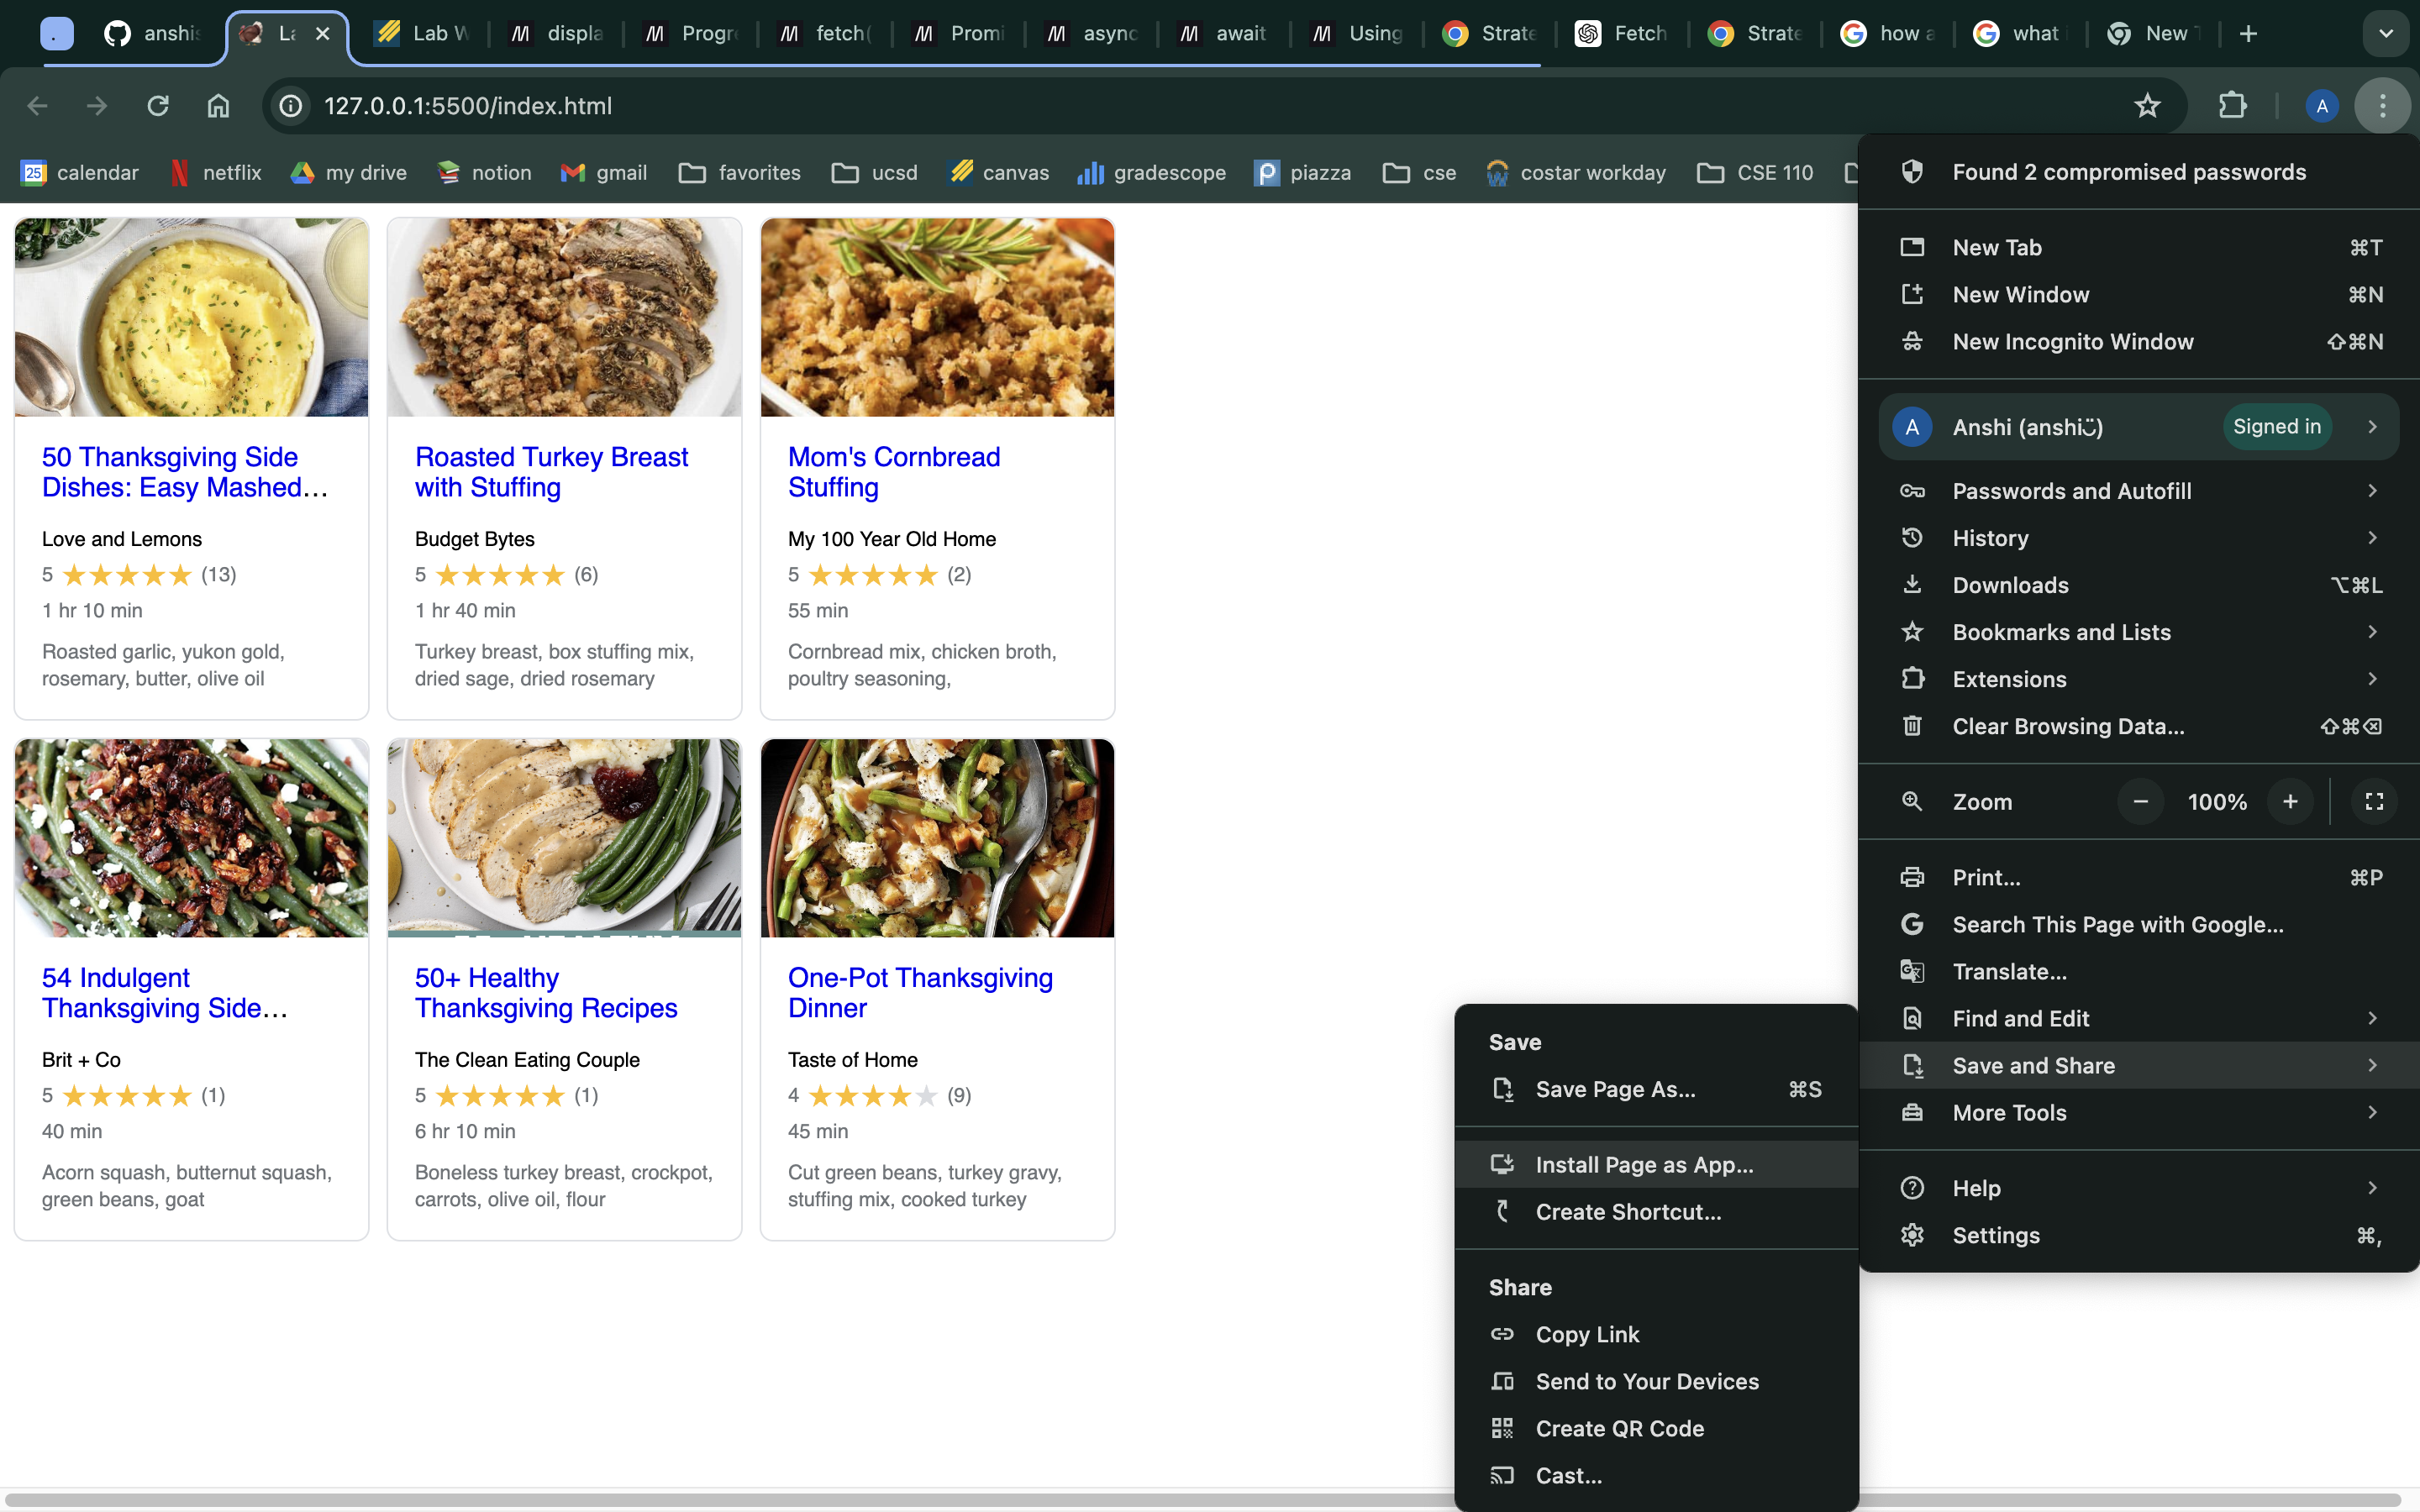 anshi
La
Lab W
displa
Progre
fetch(
Promi
async
await
Using
Strate
Fetch
Strate
how a
what
New T
127.0.0.1:5500/index.html
A
25 calendar
netflix
my drive
notion
gmail
favorites
ucsd
canvas
gradescope
piazza
cse
costar workday
CSE 110
50 Thanksgiving Side
Dishes: Easy Mashed...
Love and Lemons
5 ★★★★★ (13)
1 hr 10 min
Roasted garlic, yukon gold,
rosemary, butter, olive oil
Roasted Turkey Breast
with Stuffing
Budget Bytes
5 ★★★★★ (6)
1 hr 40 min
Turkey breast, box stuffing mix,
dried sage, dried rosemary
Mom's Cornbread
Stuffing
My 100 Year Old Home
5 ★★★★★ (2)
55 min
Cornbread mix, chicken broth,
poultry seasoning,
54 Indulgent
Thanksgiving Side...
Brit + Co
5 ★★★★★ (1)
40 min
Acorn squash, butternut squash,
green beans, goat
50+ Healthy
Thanksgiving Recipes
The Clean Eating Couple
5 ★★★★★ (1)
6 hr 10 min
Boneless turkey breast, crockpot,
carrots, olive oil, flour
One-Pot Thanksgiving
Dinner
Taste of Home
4 ★★★★★ (9)
45 min
Cut green beans, turkey gravy,
stuffing mix, cooked turkey
Found 2 compromised passwords
New Tab ⌘T
New Window ⌘N
New Incognito Window ⇧⌘N
A Anshi (anshiت̈) Signed in
Passwords and Autofill
History
Downloads ⌥⌘L
Bookmarks and Lists
Extensions
Clear Browsing Data... ⇧⌘⌫
Zoom − 100% +
Print... ⌘P
Search This Page with Google...
Translate...
Find and Edit
Save and Share
More Tools
Help
Settings ⌘,
Save
Save Page As... ⌘S
Install Page as App...
Create Shortcut...
Share
Copy Link
Send to Your Devices
Create QR Code
Cast...